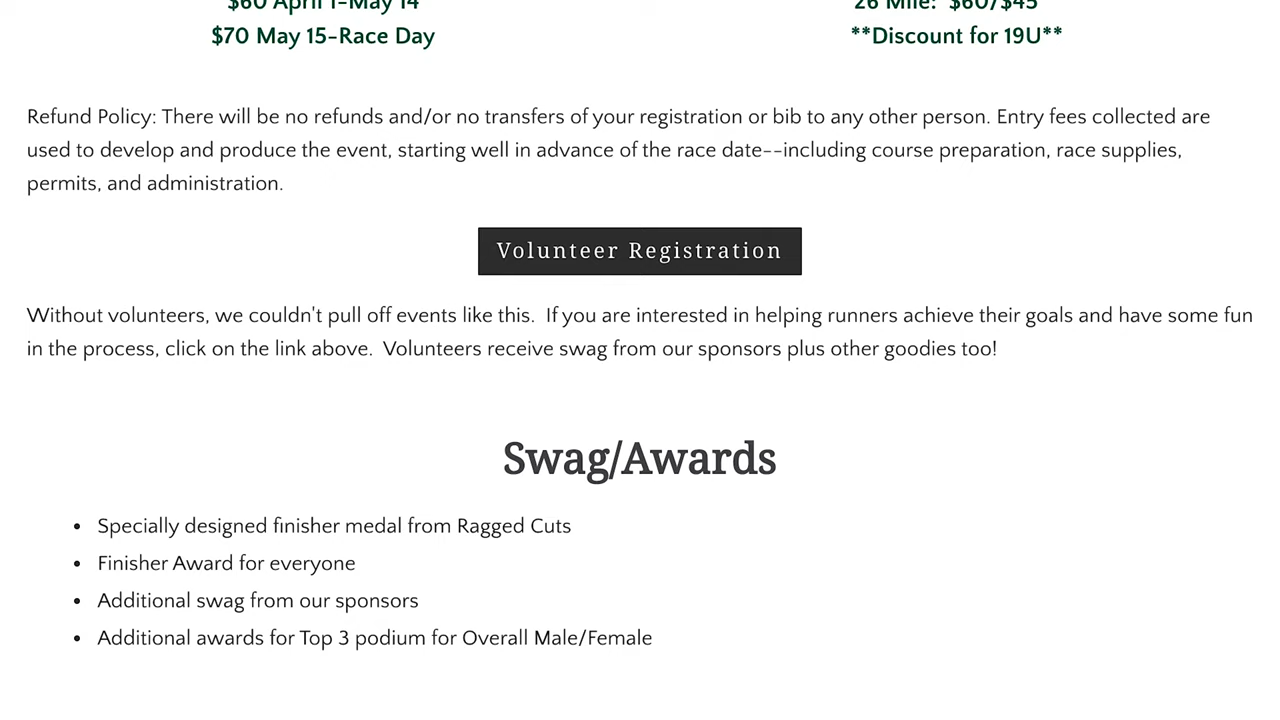 $60 April 1-May 14
26 Mile:  $60/$45
$70 May 15-Race Day
**Discount for 19U**
Refund Policy: There will be no refunds and/or no transfers of your registration or bib to any other person. Entry fees collected are
used to develop and produce the event, starting well in advance of the race date--including course preparation, race supplies,
permits, and administration.
Volunteer Registration
Without volunteers, we couldn't pull off events like this.  If you are interested in helping runners achieve their goals and have some fun
in the process, click on the link above.  Volunteers receive swag from our sponsors plus other goodies too!
Swag/Awards
• Specially designed finisher medal from Ragged Cuts
• Finisher Award for everyone
• Additional swag from our sponsors
• Additional awards for Top 3 podium for Overall Male/Female